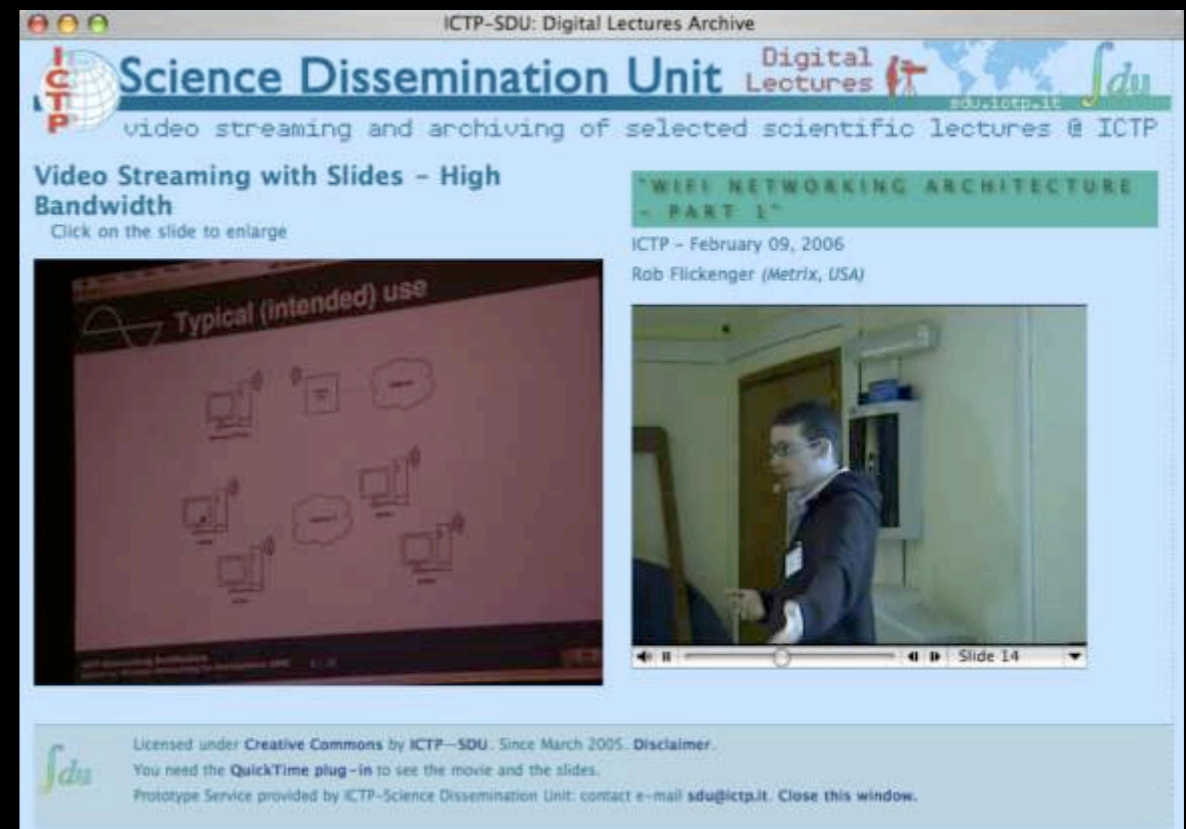 ICTP-SDU: Digital Lectures Archive
ICTP
Science Dissemination Unit
Digital Lectures
sdu.ictp.it
sdu
video streaming and archiving of selected scientific lectures @ ICTP
Video Streaming with Slides - High
Bandwidth
Click on the slide to enlarge
"WIFI NETWORKING ARCHITECTURE
- PART 1"
ICTP - February 09, 2006
Rob Flickenger (Metrix, USA)
Typical (intended) use
Slide 14
sdu
Licensed under Creative Commons by ICTP-SDU. Since March 2005. Disclaimer.
You need the QuickTime plug-in to see the movie and the slides.
Prototype Service provided by ICTP-Science Dissemination Unit: contact e-mail sdu@ictp.it. Close this window.